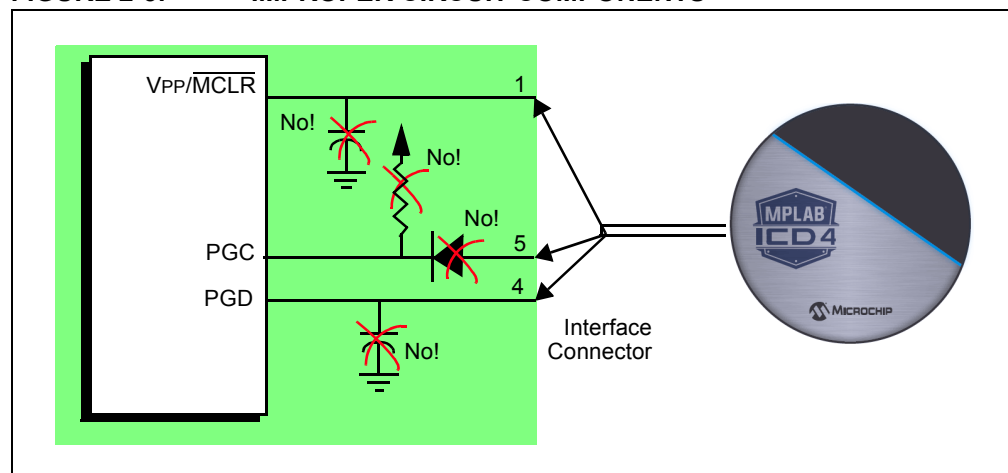 VPP/MCLR
1
No!
No!
No!
PGC
5
PGD
4
No!
Interface
Connector
MPLAB
ICD4
MICROCHIP